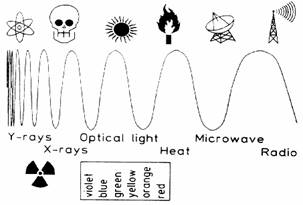 Y-rays Optical light Microwave
X-rays Heat Radio
violet
blue
green
yellow
orange
red